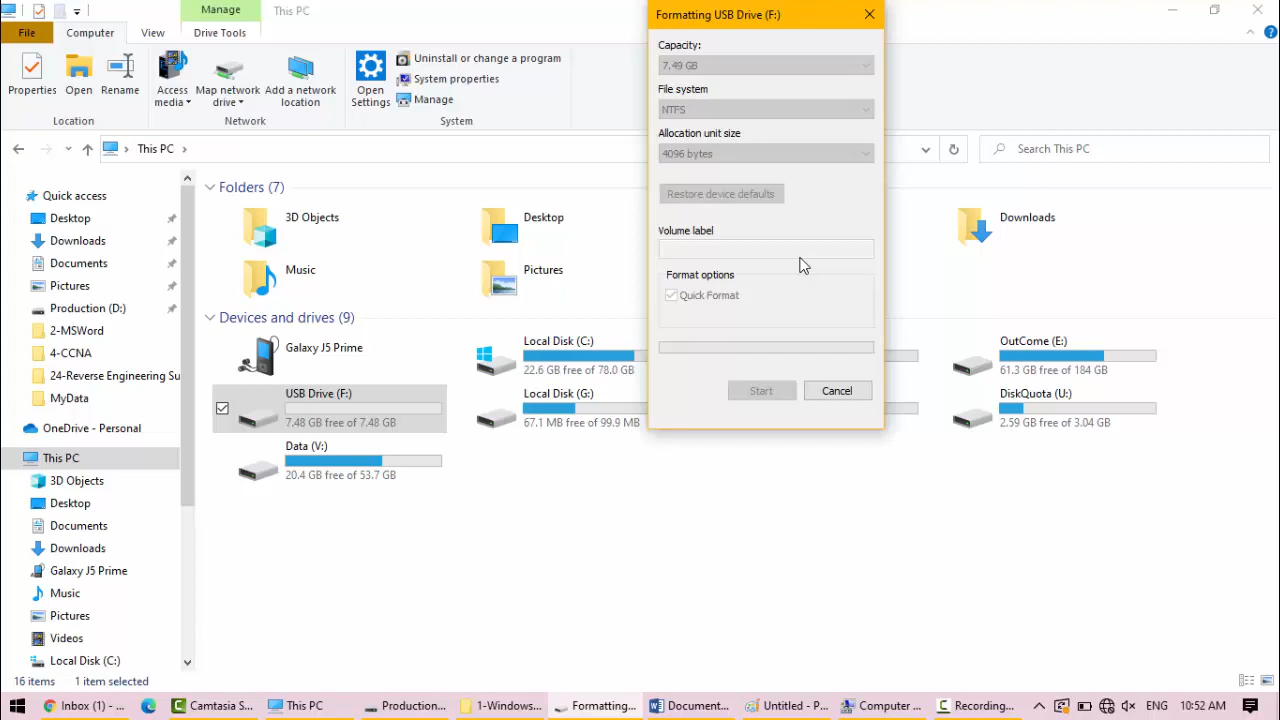 Manage
This PC
Formatting USB Drive (F:)
File
Computer
View
Drive Tools
Properties
Open
Rename
Access media
Map network drive
Add a network location
Open Settings
Uninstall or change a program
System properties
Manage
Location
Network
System
This PC
Search This PC
Capacity:
7.49 GB
File system
NTFS
Allocation unit size
4096 bytes
Restore device defaults
Volume label
Format options
Quick Format
Start
Cancel
Quick access
Desktop
Downloads
Documents
Pictures
Production (D:)
2-MSWord
4-CCNA
24-Reverse Engineering Su
MyData
OneDrive - Personal
This PC
3D Objects
Desktop
Documents
Downloads
Galaxy J5 Prime
Music
Pictures
Videos
Local Disk (C:)
Folders (7)
3D Objects
Desktop
Downloads
Music
Pictures
Devices and drives (9)
Galaxy J5 Prime
Local Disk (C:)
22.6 GB free of 78.0 GB
OutCome (E:)
61.3 GB free of 184 GB
USB Drive (F:)
7.48 GB free of 7.48 GB
Local Disk (G:)
67.1 MB free of 99.9 MB
DiskQuota (U:)
2.59 GB free of 3.04 GB
Data (V:)
20.4 GB free of 53.7 GB
16 items
1 item selected
Inbox (1) - ...
Camtasia S...
This PC
Production...
1-Windows...
Formatting...
Document...
Untitled - P...
Computer ...
Recording...
ENG
10:52 AM